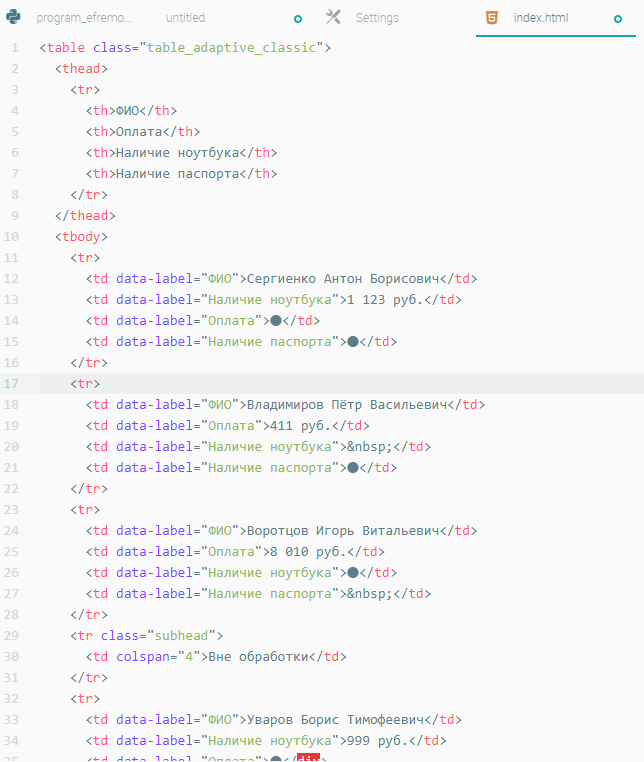 program_efremo...
untitled
Settings
index.html
1 <table class="table_adaptive_classic">
2 <thead>
3 <tr>
4 <th>ФИО</th>
5 <th>Оплата</th>
6 <th>Наличие ноутбука</th>
7 <th>Наличие паспорта</th>
8 </tr>
9 </thead>
10 <tbody>
11 <tr>
12 <td data-label="ФИО">Сергиенко Антон Борисович</td>
13 <td data-label="Наличие ноутбука">1 123 руб.</td>
14 <td data-label="Оплата">●</td>
15 <td data-label="Наличие паспорта">●</td>
16 </tr>
17 <tr>
18 <td data-label="ФИО">Владимиров Пётр Васильевич</td>
19 <td data-label="Оплата">411 руб.</td>
20 <td data-label="Наличие ноутбука">&nbsp;</td>
21 <td data-label="Наличие паспорта">●</td>
22 </tr>
23 <tr>
24 <td data-label="ФИО">Воротцов Игорь Витальевич</td>
25 <td data-label="Оплата">8 010 руб.</td>
26 <td data-label="Наличие ноутбука">●</td>
27 <td data-label="Наличие паспорта">&nbsp;</td>
28 </tr>
29 <tr class="subhead">
30 <td colspan="4">Вне обработки</td>
31 </tr>
32 <tr>
33 <td data-label="ФИО">Уваров Борис Тимофеевич</td>
34 <td data-label="Наличие ноутбука">999 руб.</td>
35 <td data-label="Оплата">●</div>